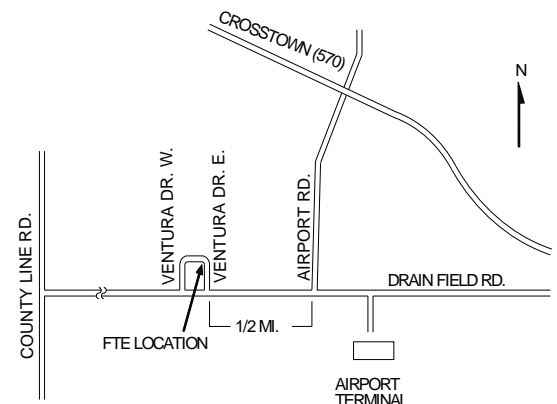 CROSSTOWN (570)
N
VENTURA DR. W.
VENTURA DR. E.
AIRPORT RD.
COUNTY LINE RD.
DRAIN FIELD RD.
1/2 MI.
FTE LOCATION
AIRPORT
TERMINAL